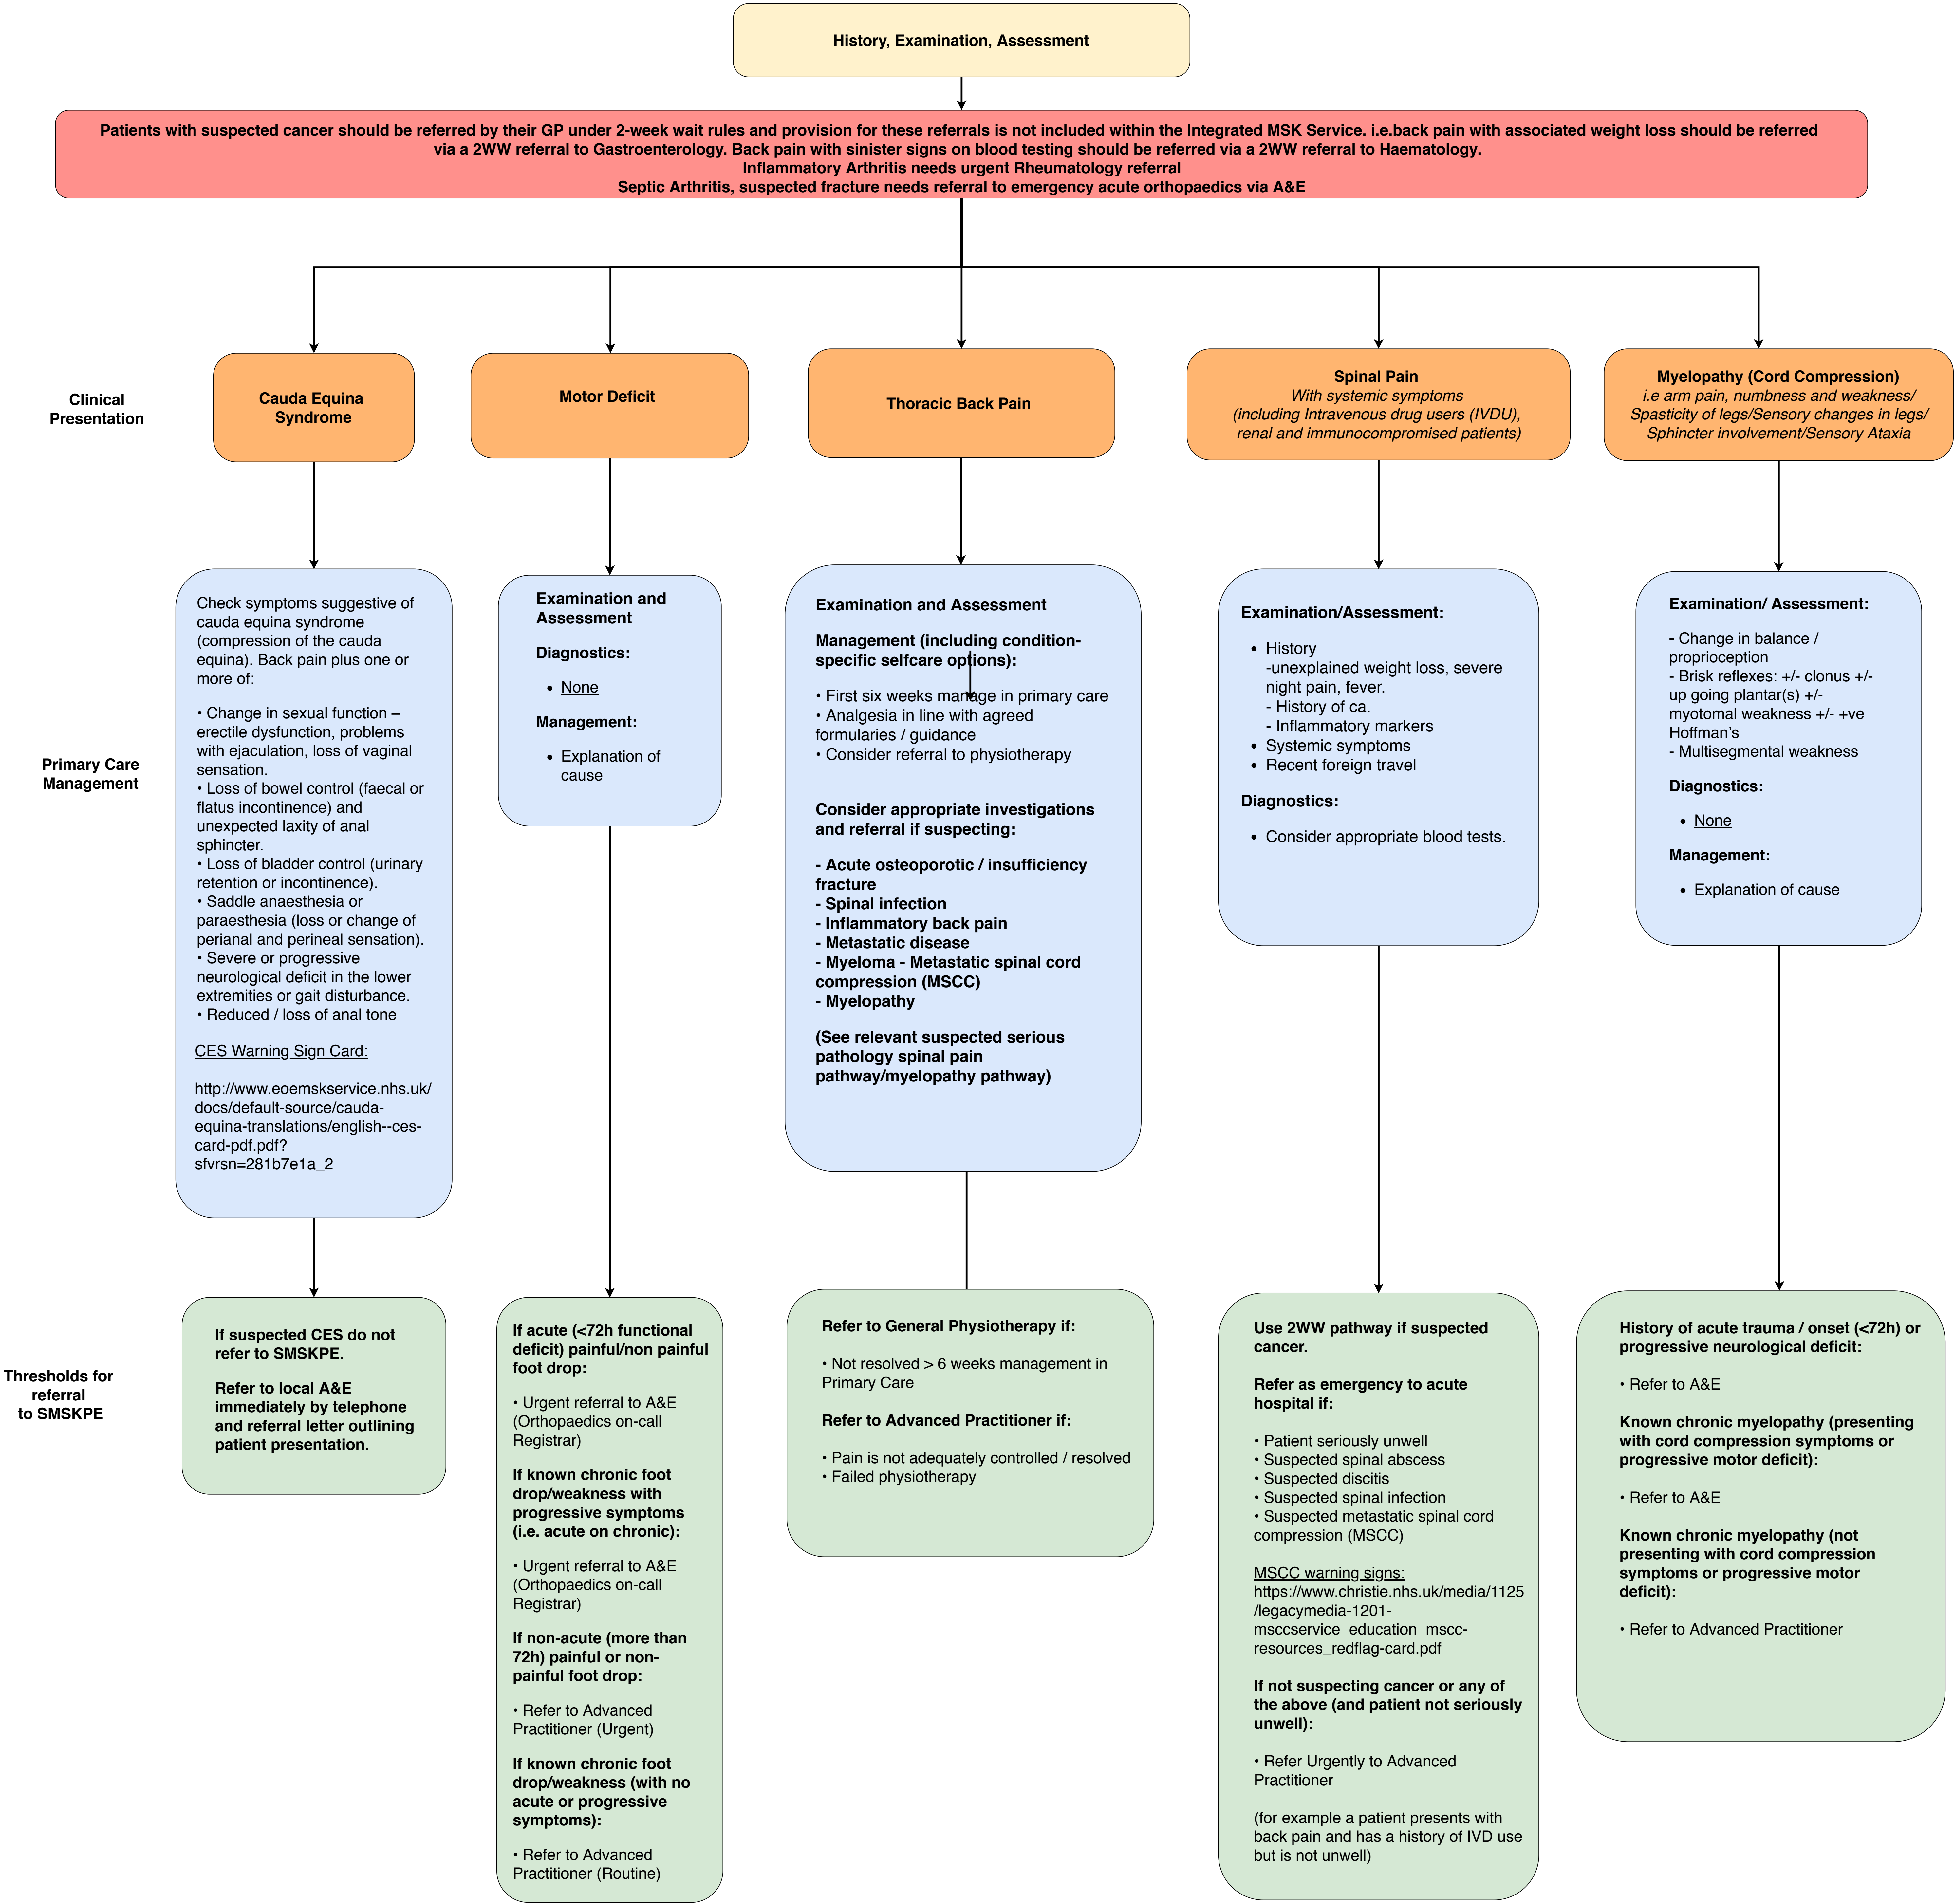 History, Examination, Assessment
Patients with suspected cancer should be referred by their GP under 2-week wait rules and provision for these referrals is not included within the Integrated MSK Service. i.e.back pain with associated weight loss should be referred
via a 2WW referral to Gastroenterology. Back pain with sinister signs on blood testing should be referred via a 2WW referral to Haematology.
Inflammatory Arthritis needs urgent Rheumatology referral
Septic Arthritis, suspected fracture needs referral to emergency acute orthopaedics via A&E
Clinical
Presentation
Cauda Equina
Syndrome
Motor Deficit
Thoracic Back Pain
Spinal Pain
With systemic symptoms
(including Intravenous drug users (IVDU),
renal and immunocompromised patients)
Myelopathy (Cord Compression)
i.e arm pain, numbness and weakness/
Spasticity of legs/Sensory changes in legs/
Sphincter involvement/Sensory Ataxia
Primary Care
Management
Check symptoms suggestive of
cauda equina syndrome
(compression of the cauda
equina). Back pain plus one or
more of:
• Change in sexual function –
erectile dysfunction, problems
with ejaculation, loss of vaginal
sensation.
• Loss of bowel control (faecal or
flatus incontinence) and
unexpected laxity of anal
sphincter.
• Loss of bladder control (urinary
retention or incontinence).
• Saddle anaesthesia or
paraesthesia (loss or change of
perianal and perineal sensation).
• Severe or progressive
neurological deficit in the lower
extremities or gait disturbance.
• Reduced / loss of anal tone
CES Warning Sign Card:
http://www.eoemskservice.nhs.uk/
docs/default-source/cauda-
equina-translations/english--ces-
card-pdf.pdf?
sfvrsn=281b7e1a_2
Examination and
Assessment
Diagnostics:
• None
Management:
• Explanation of
cause
Examination and Assessment
Management (including condition-
specific selfcare options):
• First six weeks manage in primary care
• Analgesia in line with agreed
formularies / guidance
• Consider referral to physiotherapy
Consider appropriate investigations
and referral if suspecting:
- Acute osteoporotic / insufficiency
fracture
- Spinal infection
- Inflammatory back pain
- Metastatic disease
- Myeloma - Metastatic spinal cord
compression (MSCC)
- Myelopathy
(See relevant suspected serious
pathology spinal pain
pathway/myelopathy pathway)
Examination/Assessment:
• History
-unexplained weight loss, severe
night pain, fever.
- History of ca.
- Inflammatory markers
• Systemic symptoms
• Recent foreign travel
Diagnostics:
• Consider appropriate blood tests.
Examination/ Assessment:
- Change in balance /
proprioception
- Brisk reflexes: +/- clonus +/-
up going plantar(s) +/-
myotomal weakness +/- +ve
Hoffman's
- Multisegmental weakness
Diagnostics:
• None
Management:
• Explanation of cause
Thresholds for
referral
to SMSKPE
If suspected CES do not
refer to SMSKPE.
Refer to local A&E
immediately by telephone
and referral letter outlining
patient presentation.
If acute (<72h functional
deficit) painful/non painful
foot drop:
• Urgent referral to A&E
(Orthopaedics on-call
Registrar)
If known chronic foot
drop/weakness with
progressive symptoms
(i.e. acute on chronic):
• Urgent referral to A&E
(Orthopaedics on-call
Registrar)
If non-acute (more than
72h) painful or non-
painful foot drop:
• Refer to Advanced
Practitioner (Urgent)
If known chronic foot
drop/weakness (with no
acute or progressive
symptoms):
• Refer to Advanced
Practitioner (Routine)
Refer to General Physiotherapy if:
• Not resolved > 6 weeks management in
Primary Care
Refer to Advanced Practitioner if:
• Pain is not adequately controlled / resolved
• Failed physiotherapy
Use 2WW pathway if suspected
cancer.
Refer as emergency to acute
hospital if:
• Patient seriously unwell
• Suspected spinal abscess
• Suspected discitis
• Suspected spinal infection
• Suspected metastatic spinal cord
compression (MSCC)
MSCC warning signs:
https://www.christie.nhs.uk/media/1125
/legacymedia-1201-
msccservice_education_mscc-
resources_redflag-card.pdf
If not suspecting cancer or any of
the above (and patient not seriously
unwell):
• Refer Urgently to Advanced
Practitioner
(for example a patient presents with
back pain and has a history of IVD use
but is not unwell)
History of acute trauma / onset (<72h) or
progressive neurological deficit:
• Refer to A&E
Known chronic myelopathy (presenting
with cord compression symptoms or
progressive motor deficit):
• Refer to A&E
Known chronic myelopathy (not
presenting with cord compression
symptoms or progressive motor
deficit):
• Refer to Advanced Practitioner